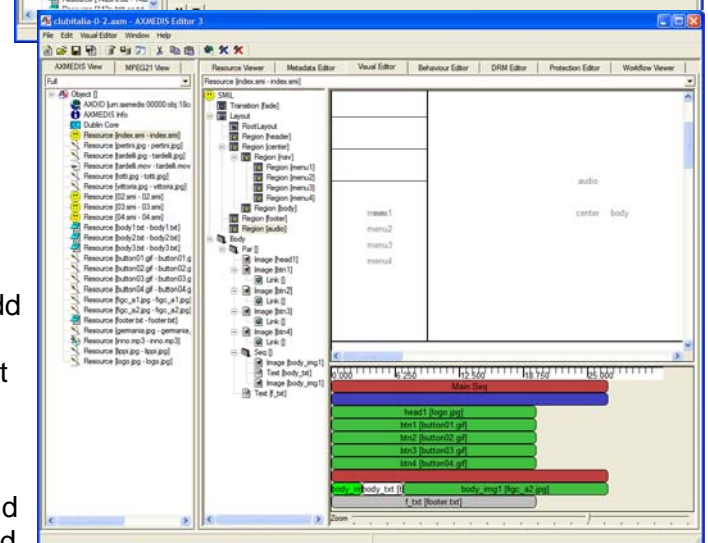 clubitalia-0-2.axm - AXMEDIS Editor 3
File Edit Visual Editor Window Help
AXMEDIS View MPEG21 View
Resource Viewer Metadata Editor Visual Editor Behaviour Editor DRM Editor Protection Editor Workflow Viewer
Full
Resource [index.smi - index.smi]
Object []
AXOID [urn:axmedis:00000:obj:18c
AXMEDIS Info
Dublin Core
Resource [index.smi - index.smi]
Resource [pertini.jpg - pertini.jpg]
Resource [tardelli.jpg - tardelli.jpg]
Resource [tardelli.mov - tardelli.mov
Resource [totti.jpg - totti.jpg]
Resource [vittoria.jpg - vittoria.jpg]
Resource [02.smi - 02.smi]
Resource [03.smi - 03.smi]
Resource [04.smi - 04.smi]
Resource [body1.txt - body1.txt]
Resource [body2.txt - body2.txt]
Resource [body3.txt - body3.txt]
Resource [button01.gif - button01.g
Resource [button02.gif - button02.g
Resource [button03.gif - button03.g
Resource [button04.gif - button04.g
Resource [figc_a1.jpg - figc_a1.jpg]
Resource [figc_a2.jpg - figc_a2.jpg]
Resource [footer.txt - footer.txt]
Resource [germania.jpg - germania.
Resource [inno.mp3 - inno.mp3]
Resource [lippi.jpg - lippi.jpg]
Resource [logo.jpg - logo.jpg]
SMIL
Transition [fade]
Layout
RootLayout
Region [header]
Region [center]
Region [nav]
Region [menu1]
Region [menu2]
Region [menu3]
Region [menu4]
Region [body]
Region [footer]
Region [audio]
Body
Par []
Image [head1]
Image [btn1]
Link []
Image [btn2]
Link []
Image [btn3]
Link []
Image [btn4]
Link []
Seq []
Image [body_img1]
Text [body_txt]
Image [body_img1]
Text [f_txt]
audio
center body
menu2
menu3
menu4
0.000 6.250 12.500 18.750 25.000
Main Seq
head1 [logo.jpg]
btn1 [button01.gif]
btn2 [button02.gif]
btn3 [button03.gif]
btn4 [button04.gif]
body_im body_txt [b body_img1 [figc_a2.jpg]
f_txt [footer.txt]
Zoom
dd
t
d
d